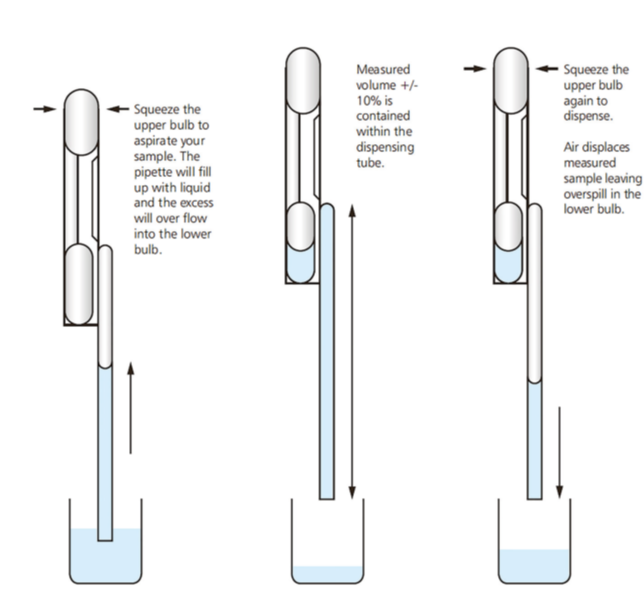 Squeeze the
upper bulb to
aspirate your
sample. The
pipette will fill
up with liquid
and the excess
will over flow
into the lower
bulb.
Measured
volume +/-
10% is
contained
within the
dispensing
tube.
Squeeze the
upper bulb
again to
dispense.
Air displaces
measured
sample leaving
overspill in the
lower bulb.